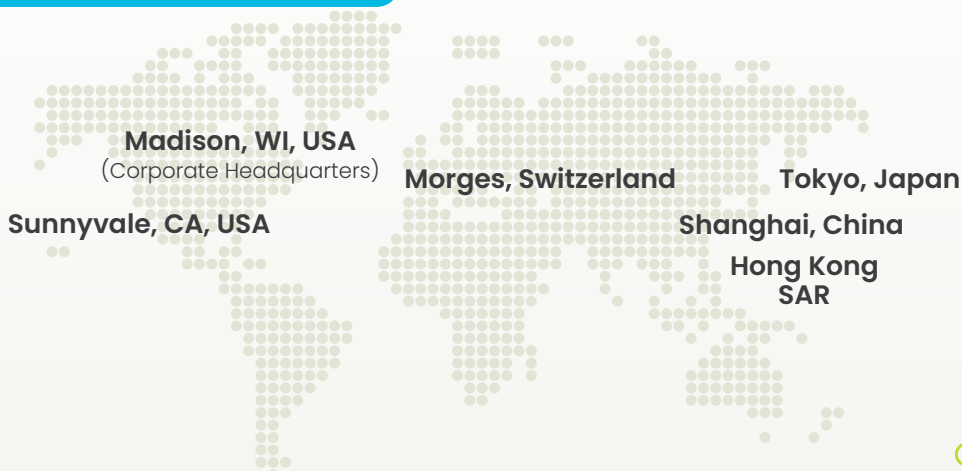 Madison, WI, USA
(Corporate Headquarters)
Morges, Switzerland
Tokyo, Japan
Sunnyvale, CA, USA
Shanghai, China
Hong Kong
SAR